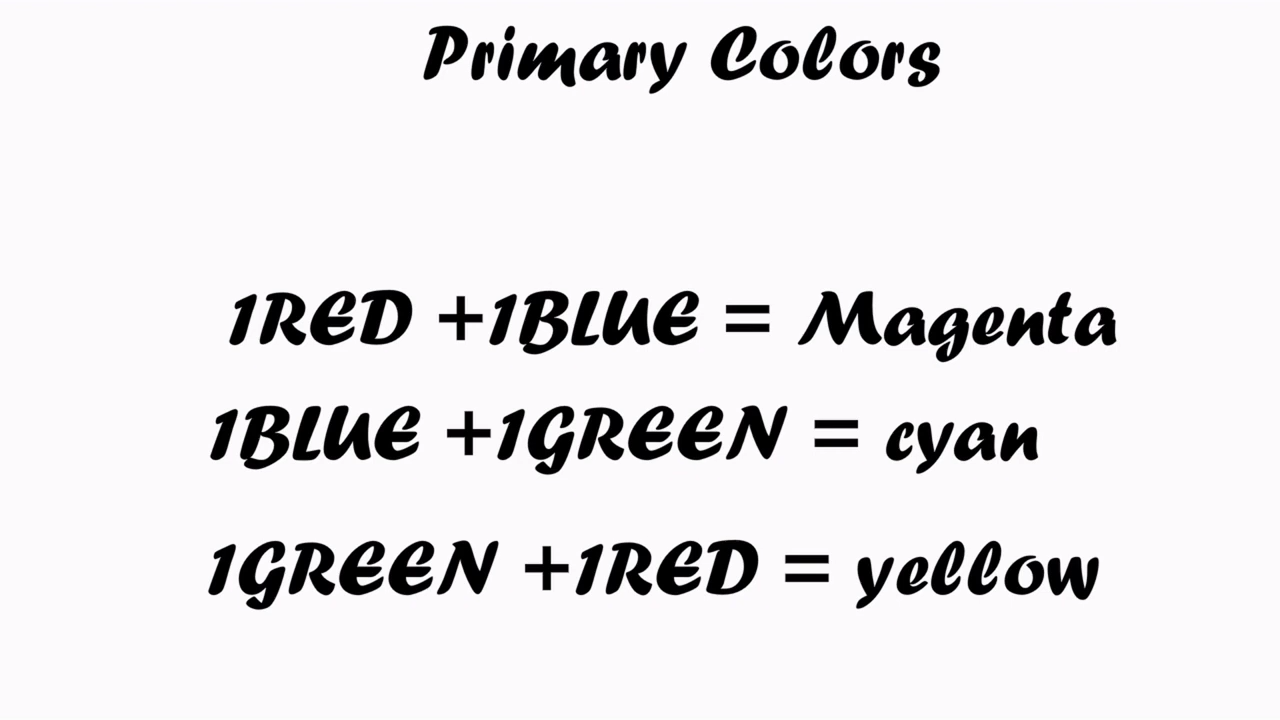 Primary Colors
1RED +1BLUE = Magenta
1BLUE +1GREEN = cyan
1GREEN +1RED = yellow